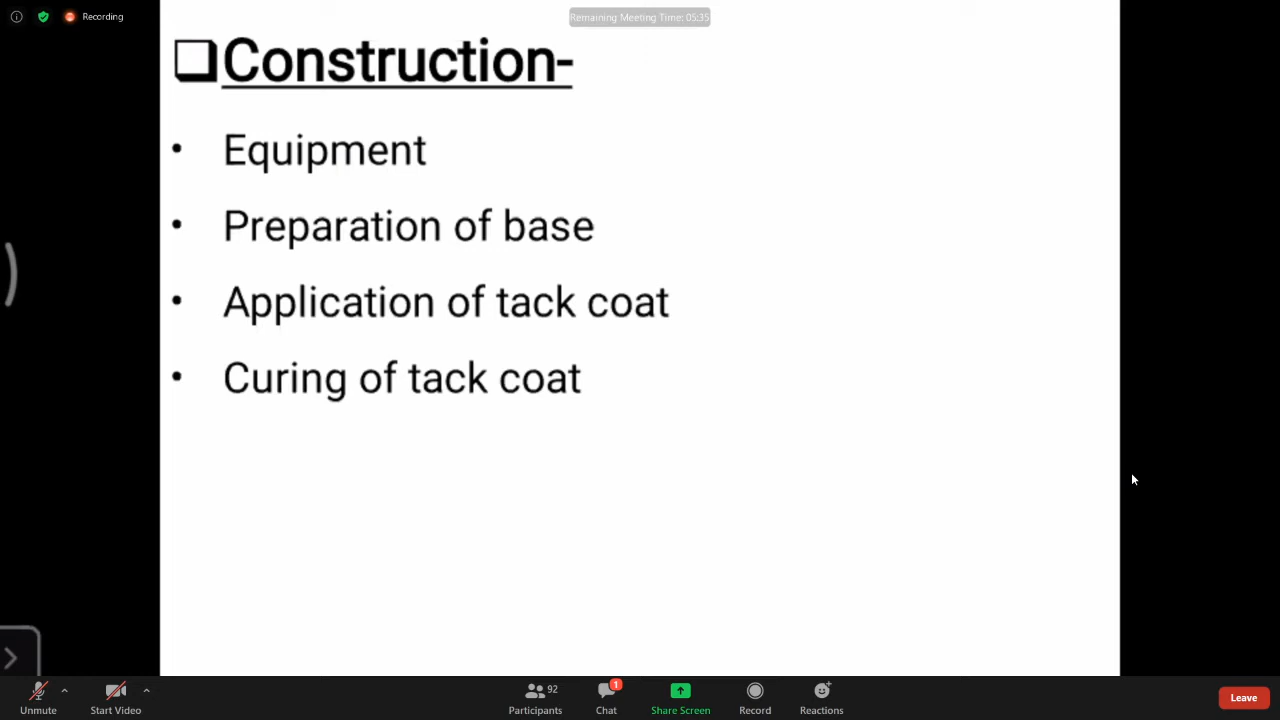 Recording
Remaining Meeting Time: 05:35
❑Construction-
• Equipment
• Preparation of base
• Application of tack coat
• Curing of tack coat
Unmute
Start Video
92
Participants
1
Chat
Share Screen
Record
Reactions
Leave